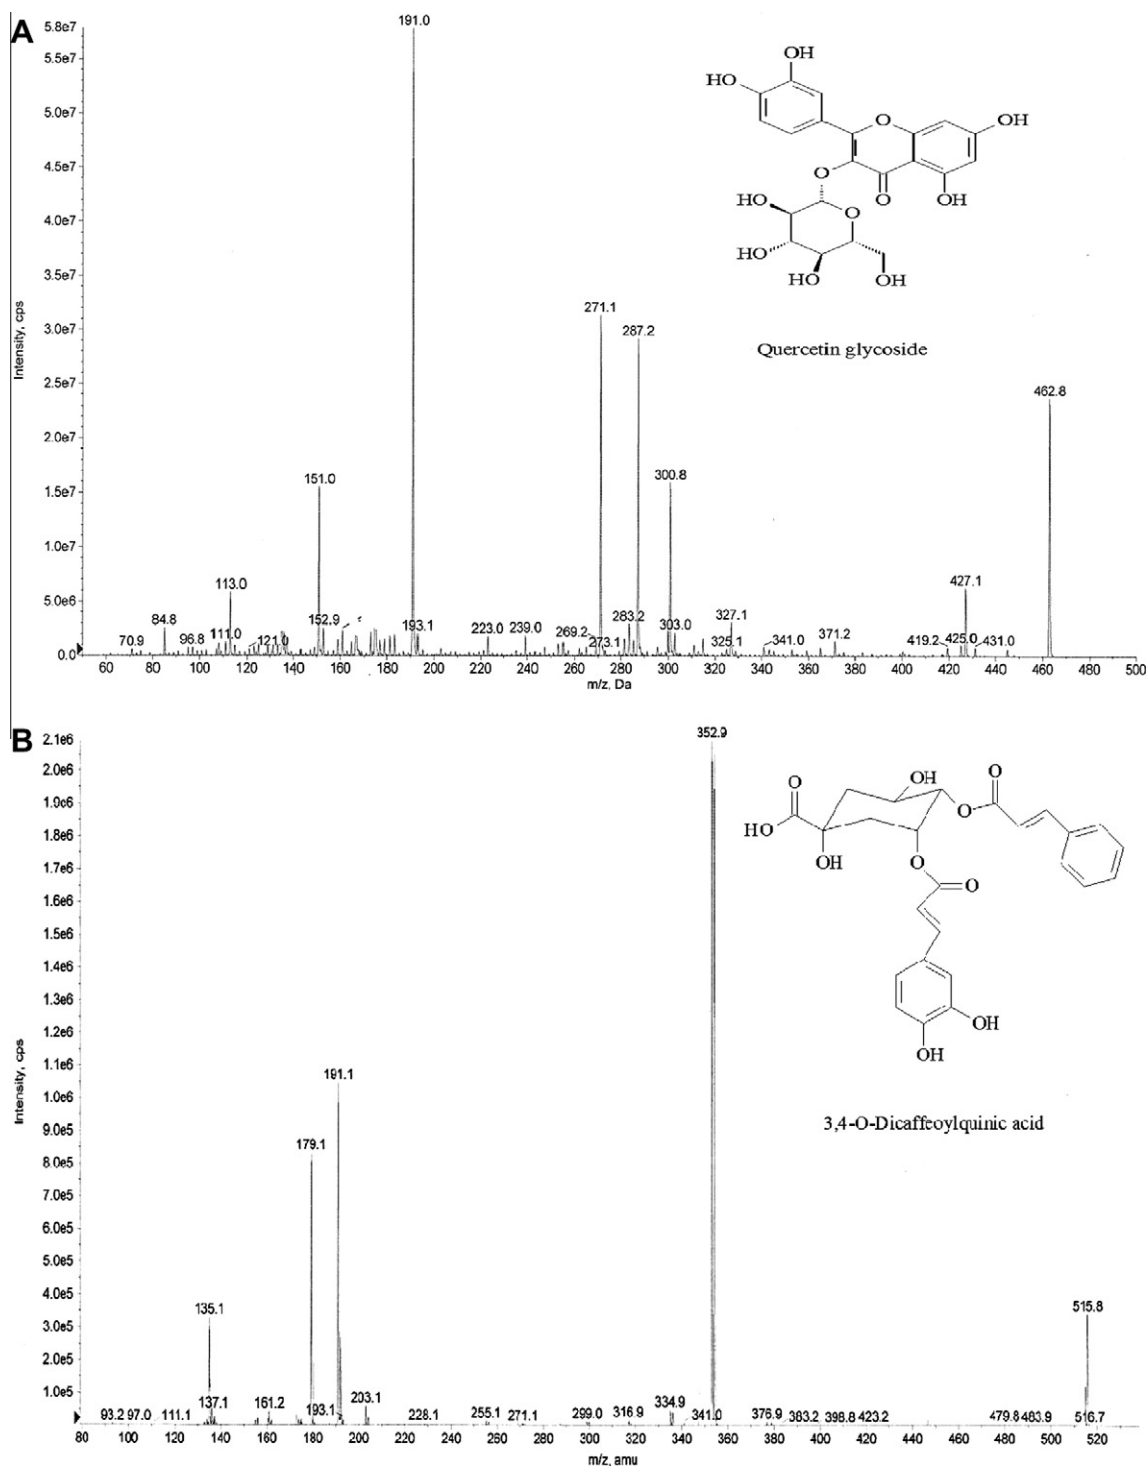 A
5.8e7
5.5e7
5.0e7
4.5e7
4.0e7
3.5e7
3.0e7
2.5e7
2.0e7
1.5e7
1.0e7
5.0e6
0.0
Intensity, cps
191.0
271.1
287.2
462.8
300.8
151.0
113.0
427.1
84.8
152.9
283.2
327.1
70.9
96.8
111.0
121.0
193.1
223.0
239.0
269.2
273.1
303.0
325.1
341.0
371.2
419.2
425.0
431.0
60 80 100 120 140 160 180 200 220 240 260 280 300 320 340 360 380 400 420 440 460 480 500
m/z, Da
OH
HO
O
OH
O
O
OH
HO
O
HO
HO
OH
Quercetin glycoside
B
2.1e6
2.0e6
1.9e6
1.8e6
1.7e6
1.6e6
1.5e6
1.4e6
1.3e6
1.2e6
1.1e6
1.0e6
9.0e5
8.0e5
7.0e5
6.0e5
5.0e5
4.0e5
3.0e5
2.0e5
1.0e5
Intensity, cps
352.9
191.1
179.1
135.1
515.8
93.2
97.0
111.1
137.1
161.2
193.1
203.1
228.1
255.1
271.1
299.0
316.9
334.9
341.0
376.9
383.2
398.8
423.2
479.8
483.9
516.7
80 100 120 140 160 180 200 220 240 260 280 300 320 340 360 380 400 420 440 460 480 500 520
m/z, amu
O
OH
O
HO
O
OH
O
O
OH
OH
3,4-O-Dicaffeoylquinic acid